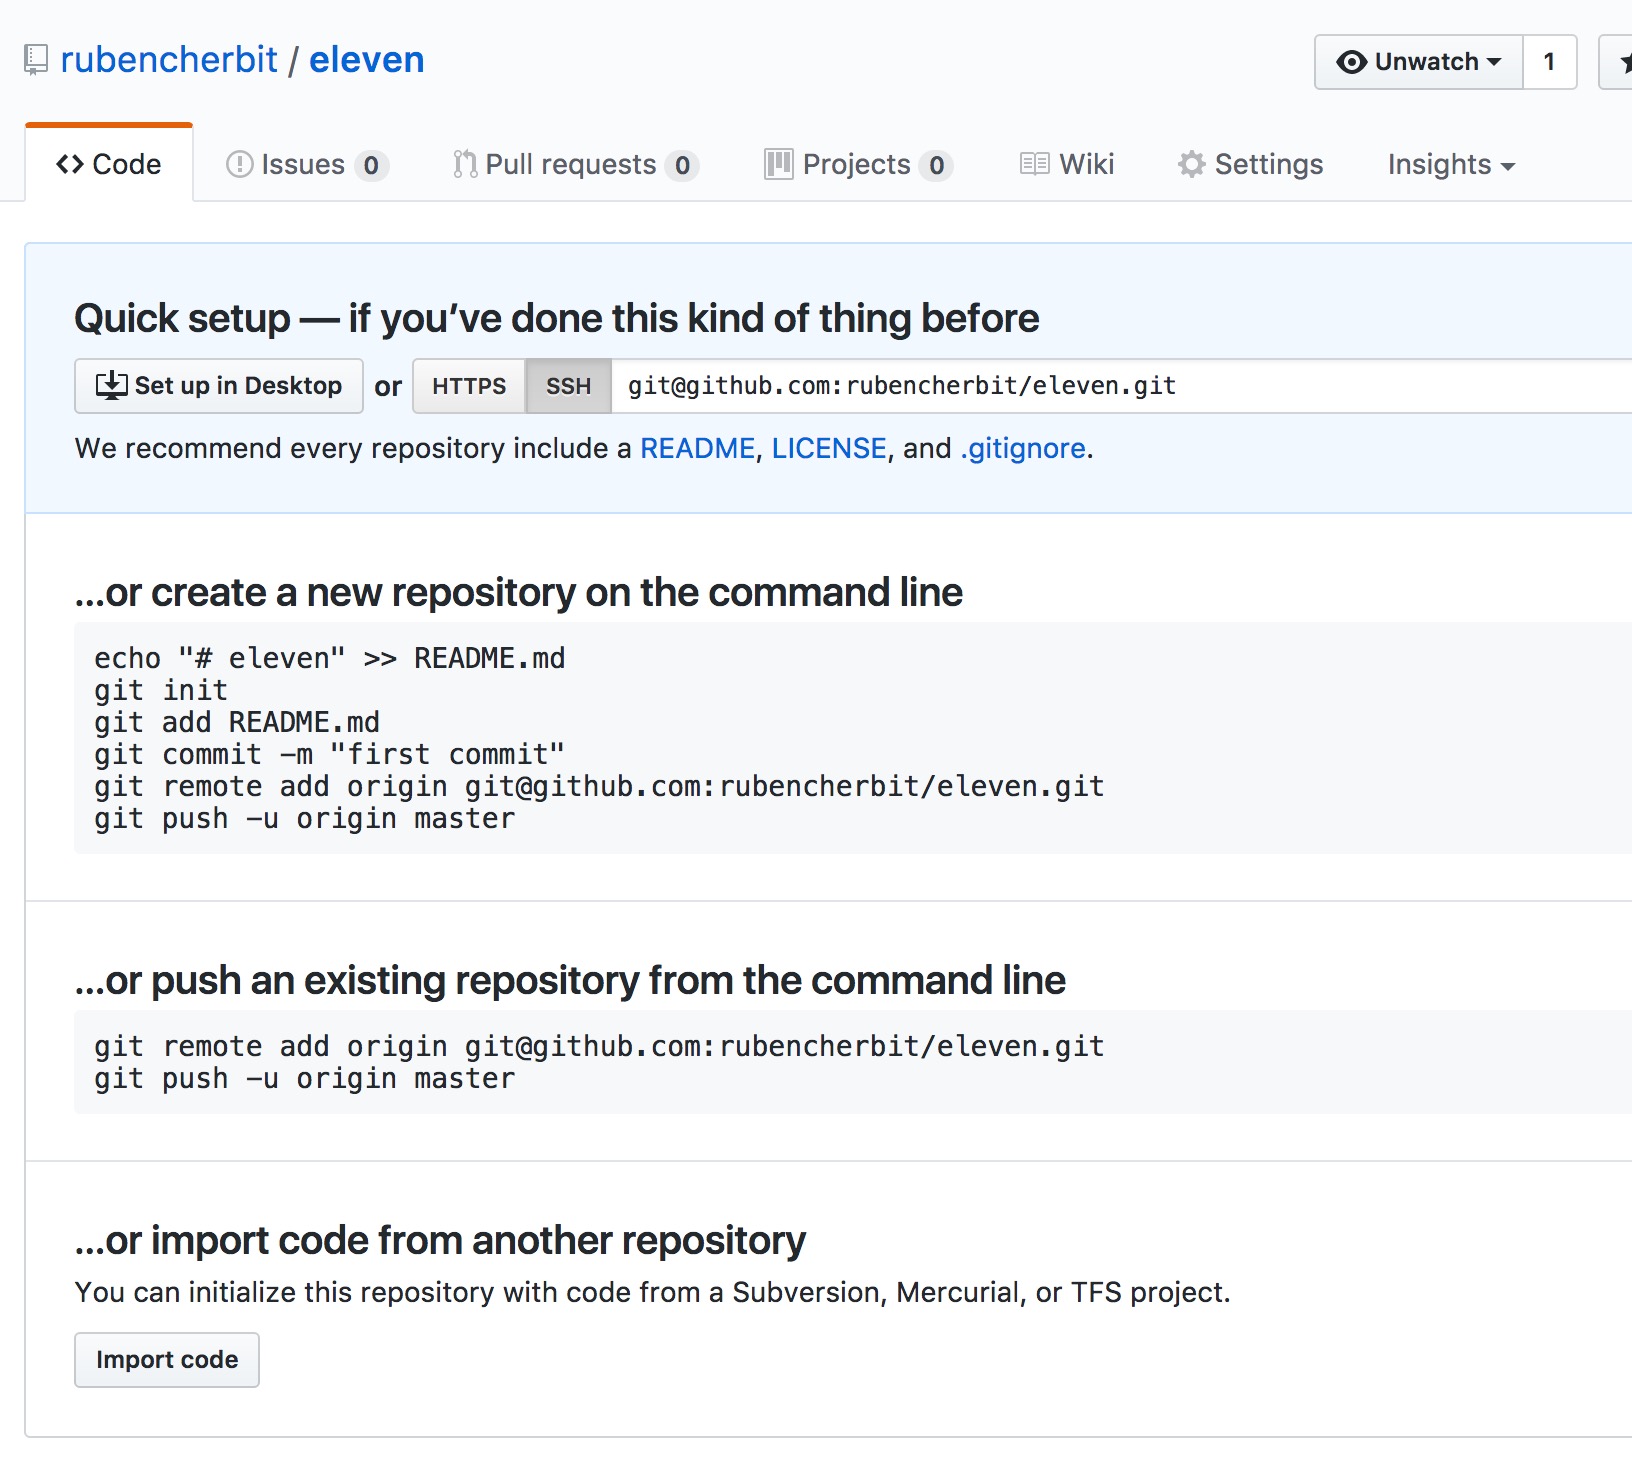 rubencherbit / eleven
Unwatch 1
Code Issues 0 Pull requests 0 Projects 0 Wiki Settings Insights
Quick setup — if you’ve done this kind of thing before
Set up in Desktop or HTTPS SSH git@github.com:rubencherbit/eleven.git
We recommend every repository include a README, LICENSE, and .gitignore.
…or create a new repository on the command line
echo "# eleven" >> README.md
git init
git add README.md
git commit -m "first commit"
git remote add origin git@github.com:rubencherbit/eleven.git
git push -u origin master
…or push an existing repository from the command line
git remote add origin git@github.com:rubencherbit/eleven.git
git push -u origin master
…or import code from another repository
You can initialize this repository with code from a Subversion, Mercurial, or TFS project.
Import code